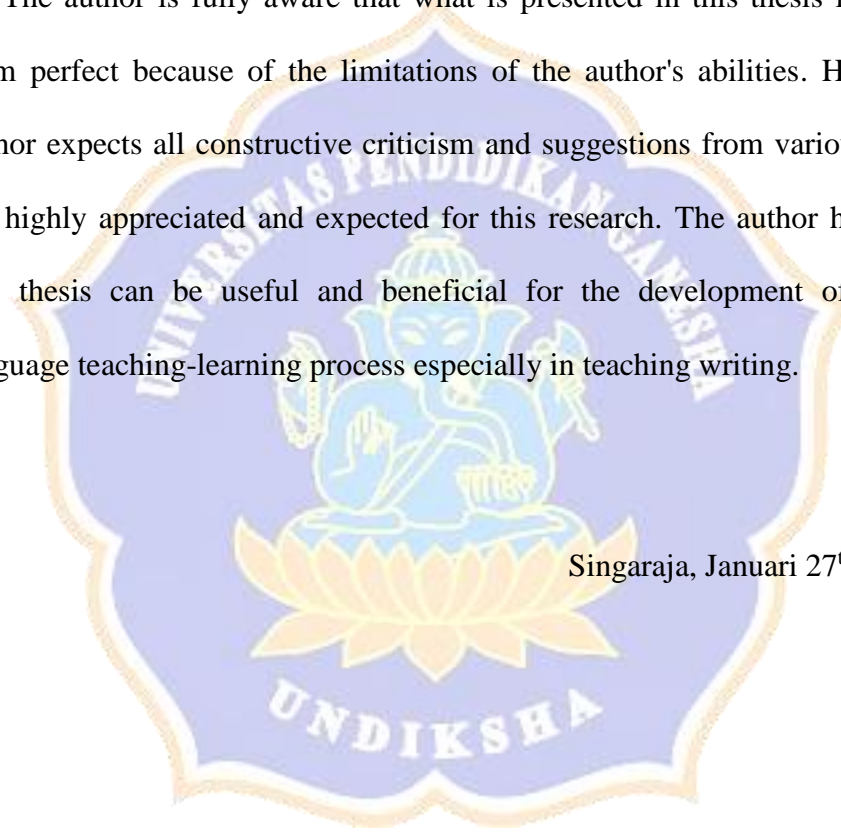 The author is fully aware that what is presented in this thesis
m perfect because of the limitations of the author's abilities. H
expects all constructive criticism and suggestions from variou
highly appreciated and expected for this research. The author h
thesis can be useful and beneficial for the development of
guage teaching-learning process especially in teaching writing.
Singaraja, Januari 27
UNIVERSITAS PENDIDIKAN GANESHA
UNDIKSHA